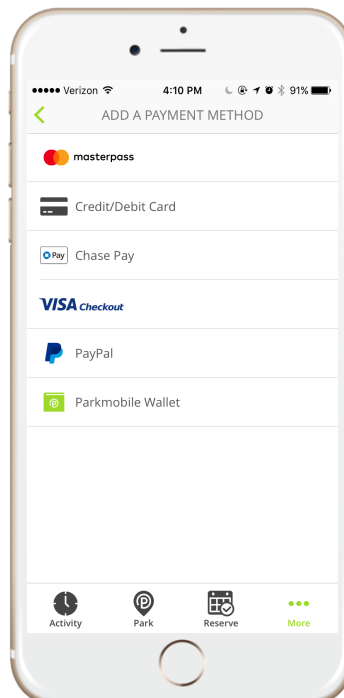 Verizon 4:10 PM 91%
ADD A PAYMENT METHOD
masterpass
Credit/Debit Card
Pay Chase Pay
VISA Checkout
PayPal
Parkmobile Wallet
Activity Park Reserve More